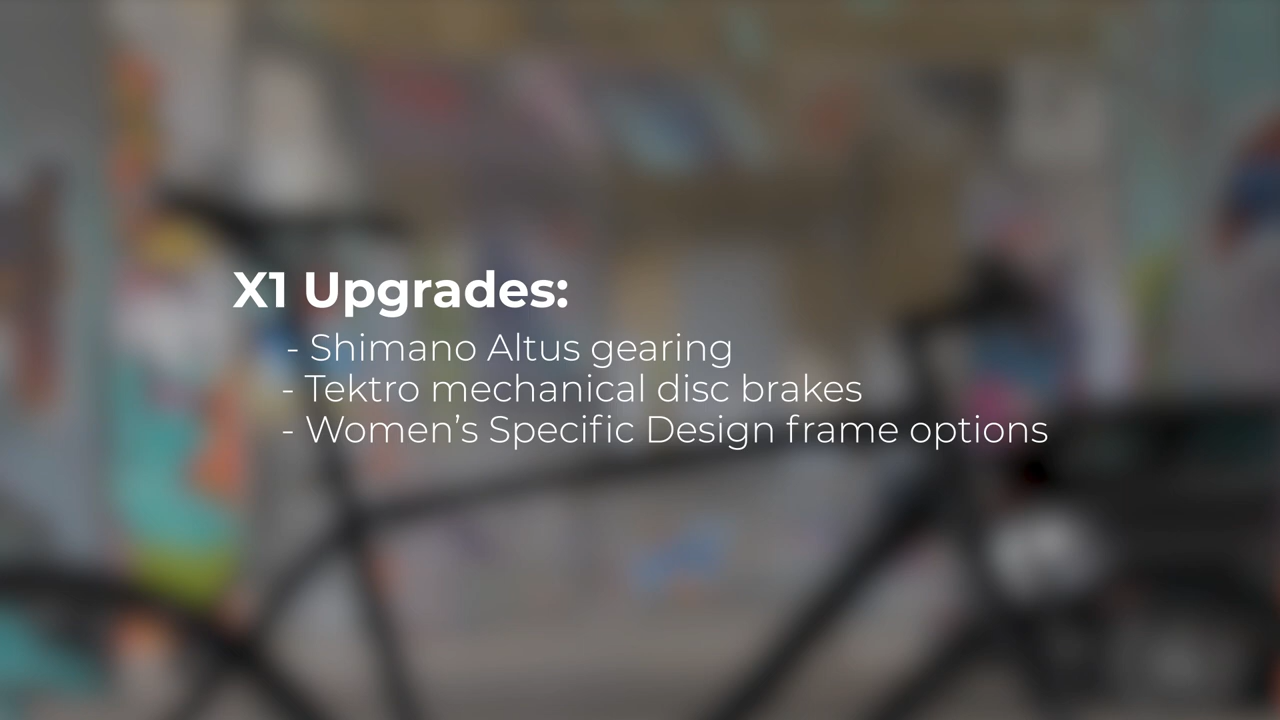 X1 Upgrades:
- Shimano Altus gearing
- Tektro mechanical disc brakes
- Women’s Specific Design frame options